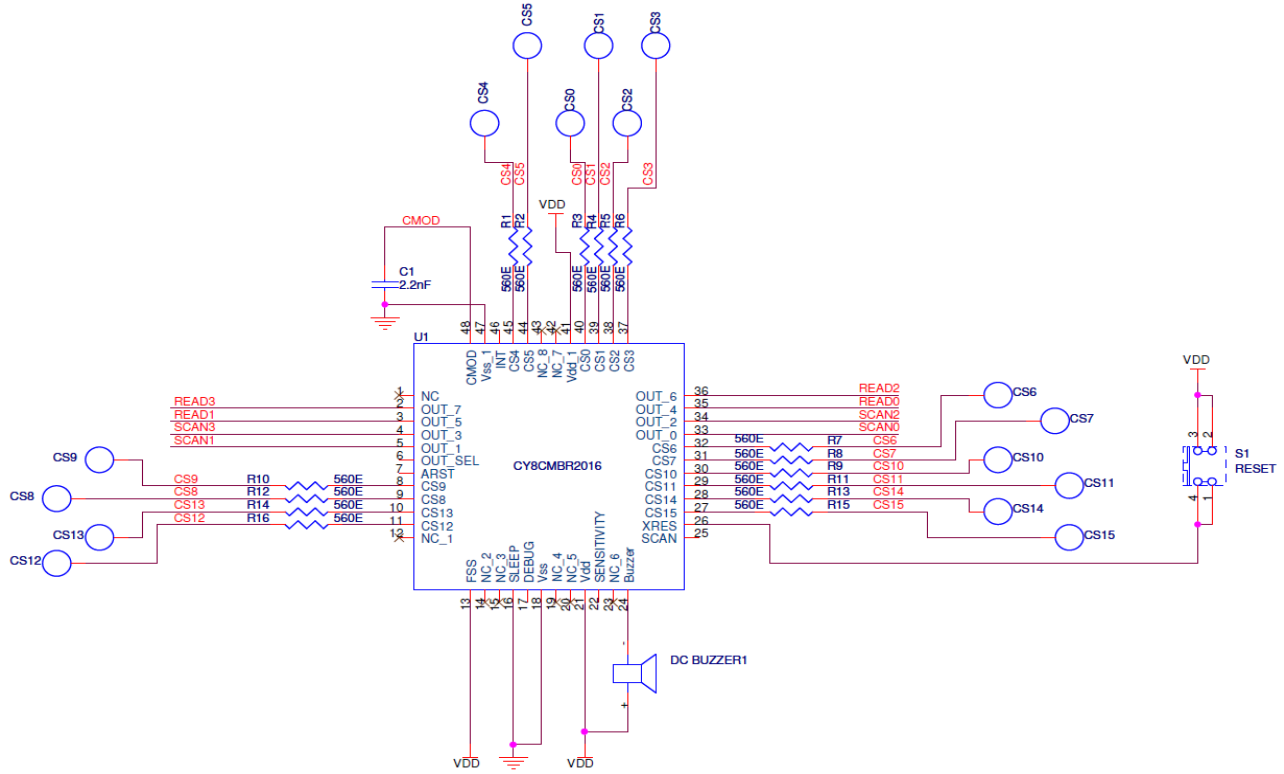 CS5
CS1
CS3
CS4
CS0
CS2
CS4
CS5
CS0
CS1
CS2
CS3
CMOD
VDD
R1
R2
R3
R4
R5
R6
560E
560E
560E
560E
560E
560E
C1
2.2nF
U1
48
47
46
45
44
43
42
41
40
39
38
37
CMOD
Vss_1
INT
CS4
CS5
NC_8
NC_7
Vdd_1
CS0
CS1
CS2
CS3
READ3
READ1
SCAN3
SCAN1
1
2
3
4
5
6
7
8
9
10
11
12
NC
OUT_7
OUT_5
OUT_3
OUT_1
OUT_SEL
ARST
CS9
CS8
CS13
CS12
NC_1
CY8CMBR2016
OUT_6
OUT_4
OUT_2
OUT_0
CS6
CS7
CS10
CS11
CS14
CS15
XRES
SCAN
36
35
34
33
32
31
30
29
28
27
26
25
READ2
READ0
SCAN2
SCAN0
560E R7 CS6
560E R8 CS7
560E R9 CS10
560E R11 CS11
560E R13 CS14
560E R15 CS15
CS6
CS7
CS10
CS11
CS14
CS15
CS9
CS8
CS13
CS12
CS9 R10 560E
CS8 R12 560E
CS13 R14 560E
CS12 R16 560E
VDD
3
2
S1
RESET
4
1
FSS
NC_2
NC_3
SLEEP
DEBUG
Vss
NC_4
NC_5
Vdd
SENSITIVITY
NC_6
Buzzer
13
14
15
16
17
18
19
20
21
22
23
24
-
DC BUZZER1
+
VDD
VDD